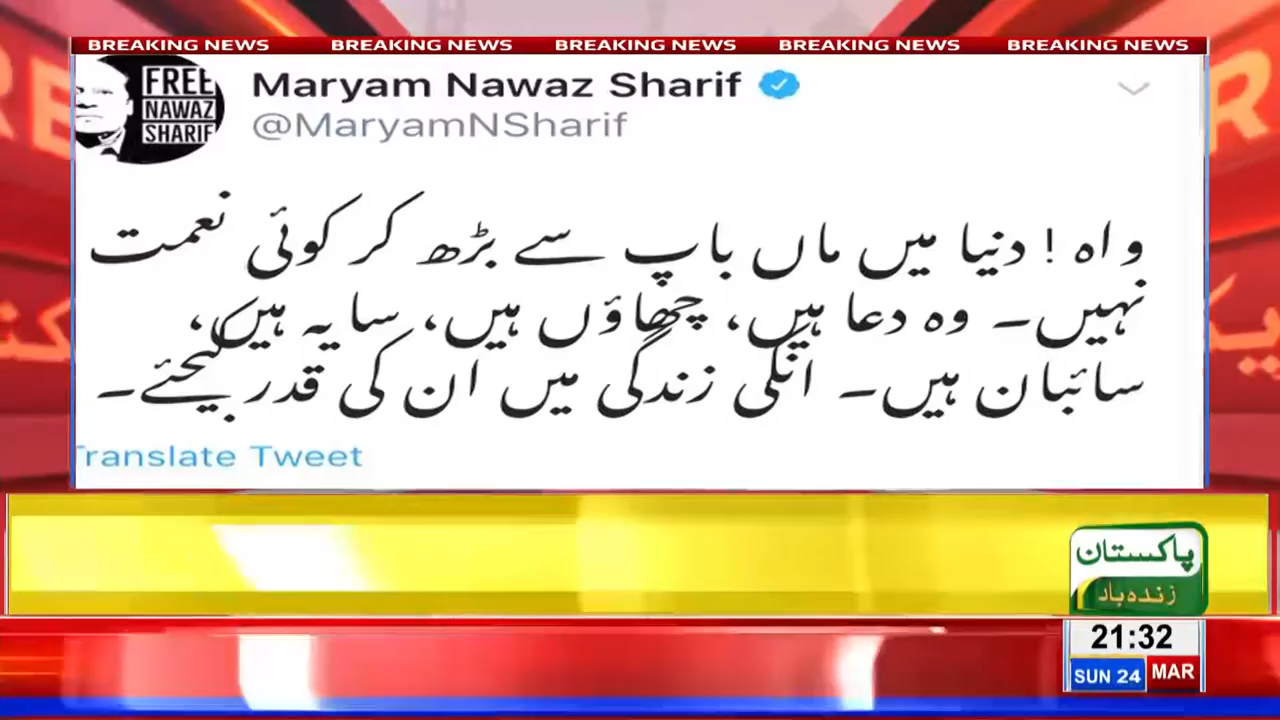 BREAKING NEWS BREAKING NEWS BREAKING NEWS BREAKING NEWS BREAKING NEWS
FREE
NAWAZ
SHARIF
Maryam Nawaz Sharif
@MaryamNSharif
واہ ! دنیا میں ماں باپ سے بڑھ کر کوئی نعمت
نہیں۔ وہ دعا ہیں، چھاؤں ہیں، سایہ ہیں،
سائبان ہیں۔ انکی زندگی میں ان کی قدر کیجئے۔
Translate Tweet
پاکستان
زندہ باد
21:32
SUN 24 MAR